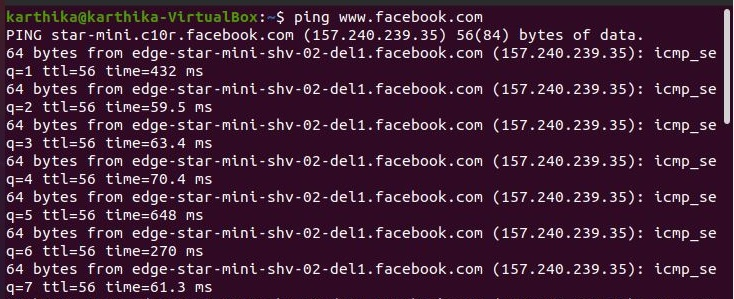 karthika@karthika-VirtualBox:~$ ping www.facebook.com
PING star-mini.c10r.facebook.com (157.240.239.35) 56(84) bytes of data.
64 bytes from edge-star-mini-shv-02-del1.facebook.com (157.240.239.35): icmp_se
q=1 ttl=56 time=432 ms
64 bytes from edge-star-mini-shv-02-del1.facebook.com (157.240.239.35): icmp_se
q=2 ttl=56 time=59.5 ms
64 bytes from edge-star-mini-shv-02-del1.facebook.com (157.240.239.35): icmp_se
q=3 ttl=56 time=63.4 ms
64 bytes from edge-star-mini-shv-02-del1.facebook.com (157.240.239.35): icmp_se
q=4 ttl=56 time=70.4 ms
64 bytes from edge-star-mini-shv-02-del1.facebook.com (157.240.239.35): icmp_se
q=5 ttl=56 time=648 ms
64 bytes from edge-star-mini-shv-02-del1.facebook.com (157.240.239.35): icmp_se
q=6 ttl=56 time=270 ms
64 bytes from edge-star-mini-shv-02-del1.facebook.com (157.240.239.35): icmp_se
q=7 ttl=56 time=61.3 ms